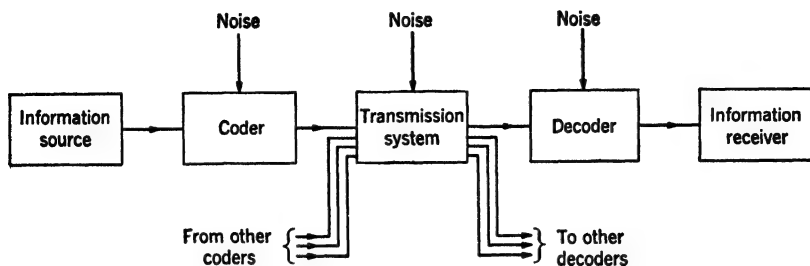 Noise
Noise
Noise
Information
source
Coder
Transmission
system
Decoder
Information
receiver
From other
coders
To other
decoders